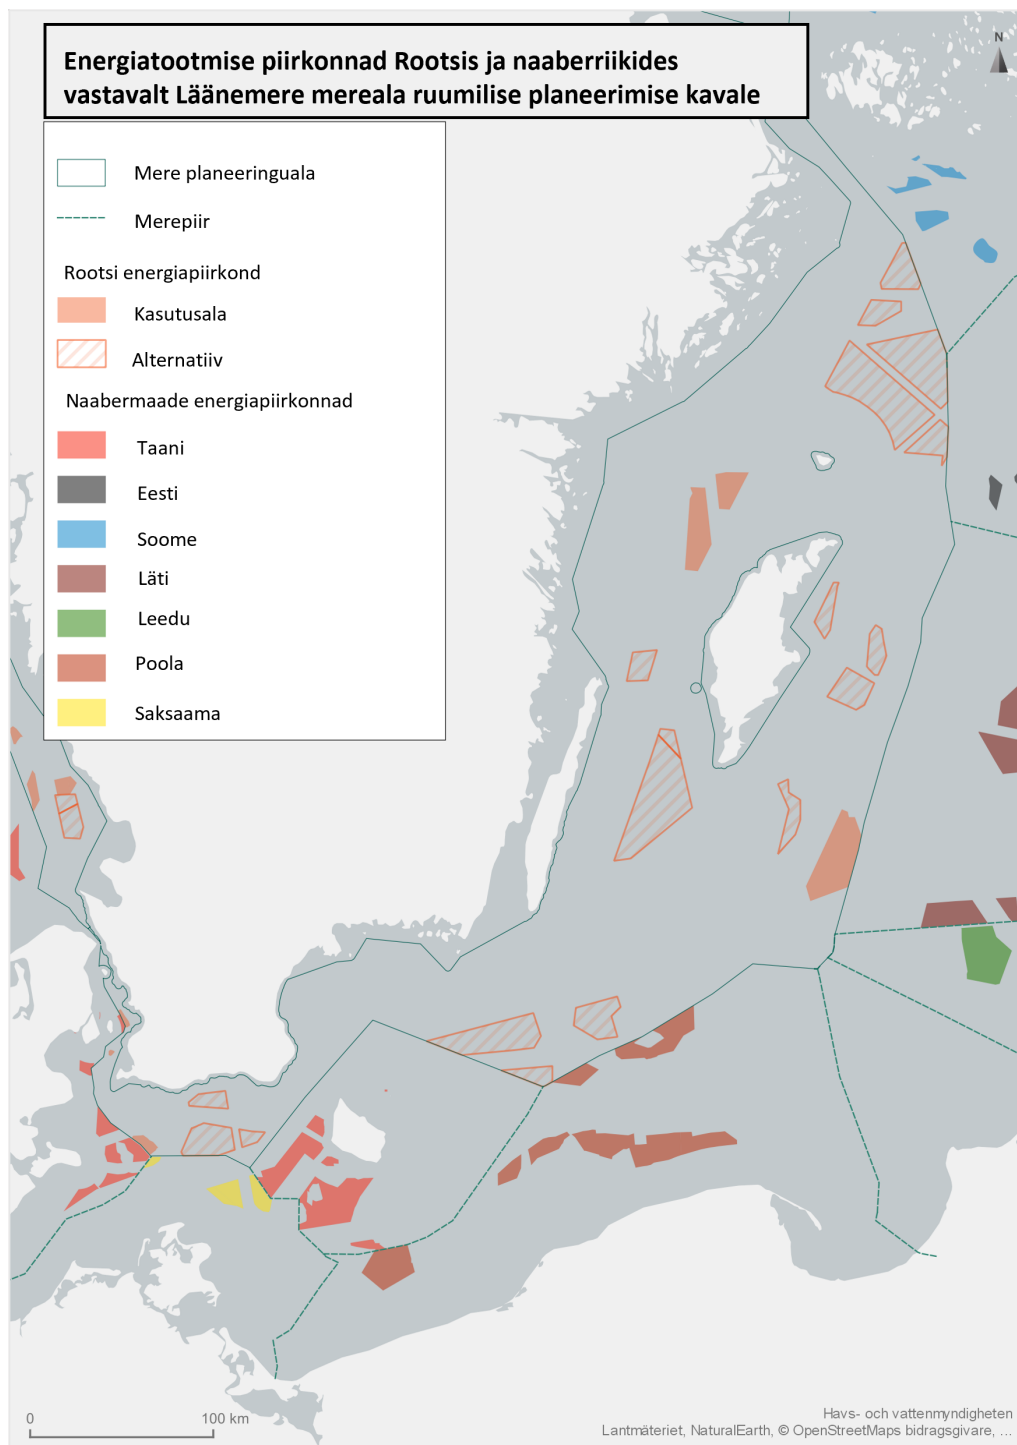 Energiatootmise piirkonnad Rootsis ja naaberriikides
vastavalt Läänemere mereala ruumilise planeerimise kavale
N
Mere planeeringuala
Merepiir
Rootsi energiapiirkond
Kasutusala
Alternatiiv
Naabermaade energiapiirkonnad
Taani
Eesti
Soome
Läti
Leedu
Poola
Saksaama
0 100 km
Havs- och vattenmyndigheten
Lantmäteriet, NaturalEarth, © OpenStreetMaps bidragsgivare, ...